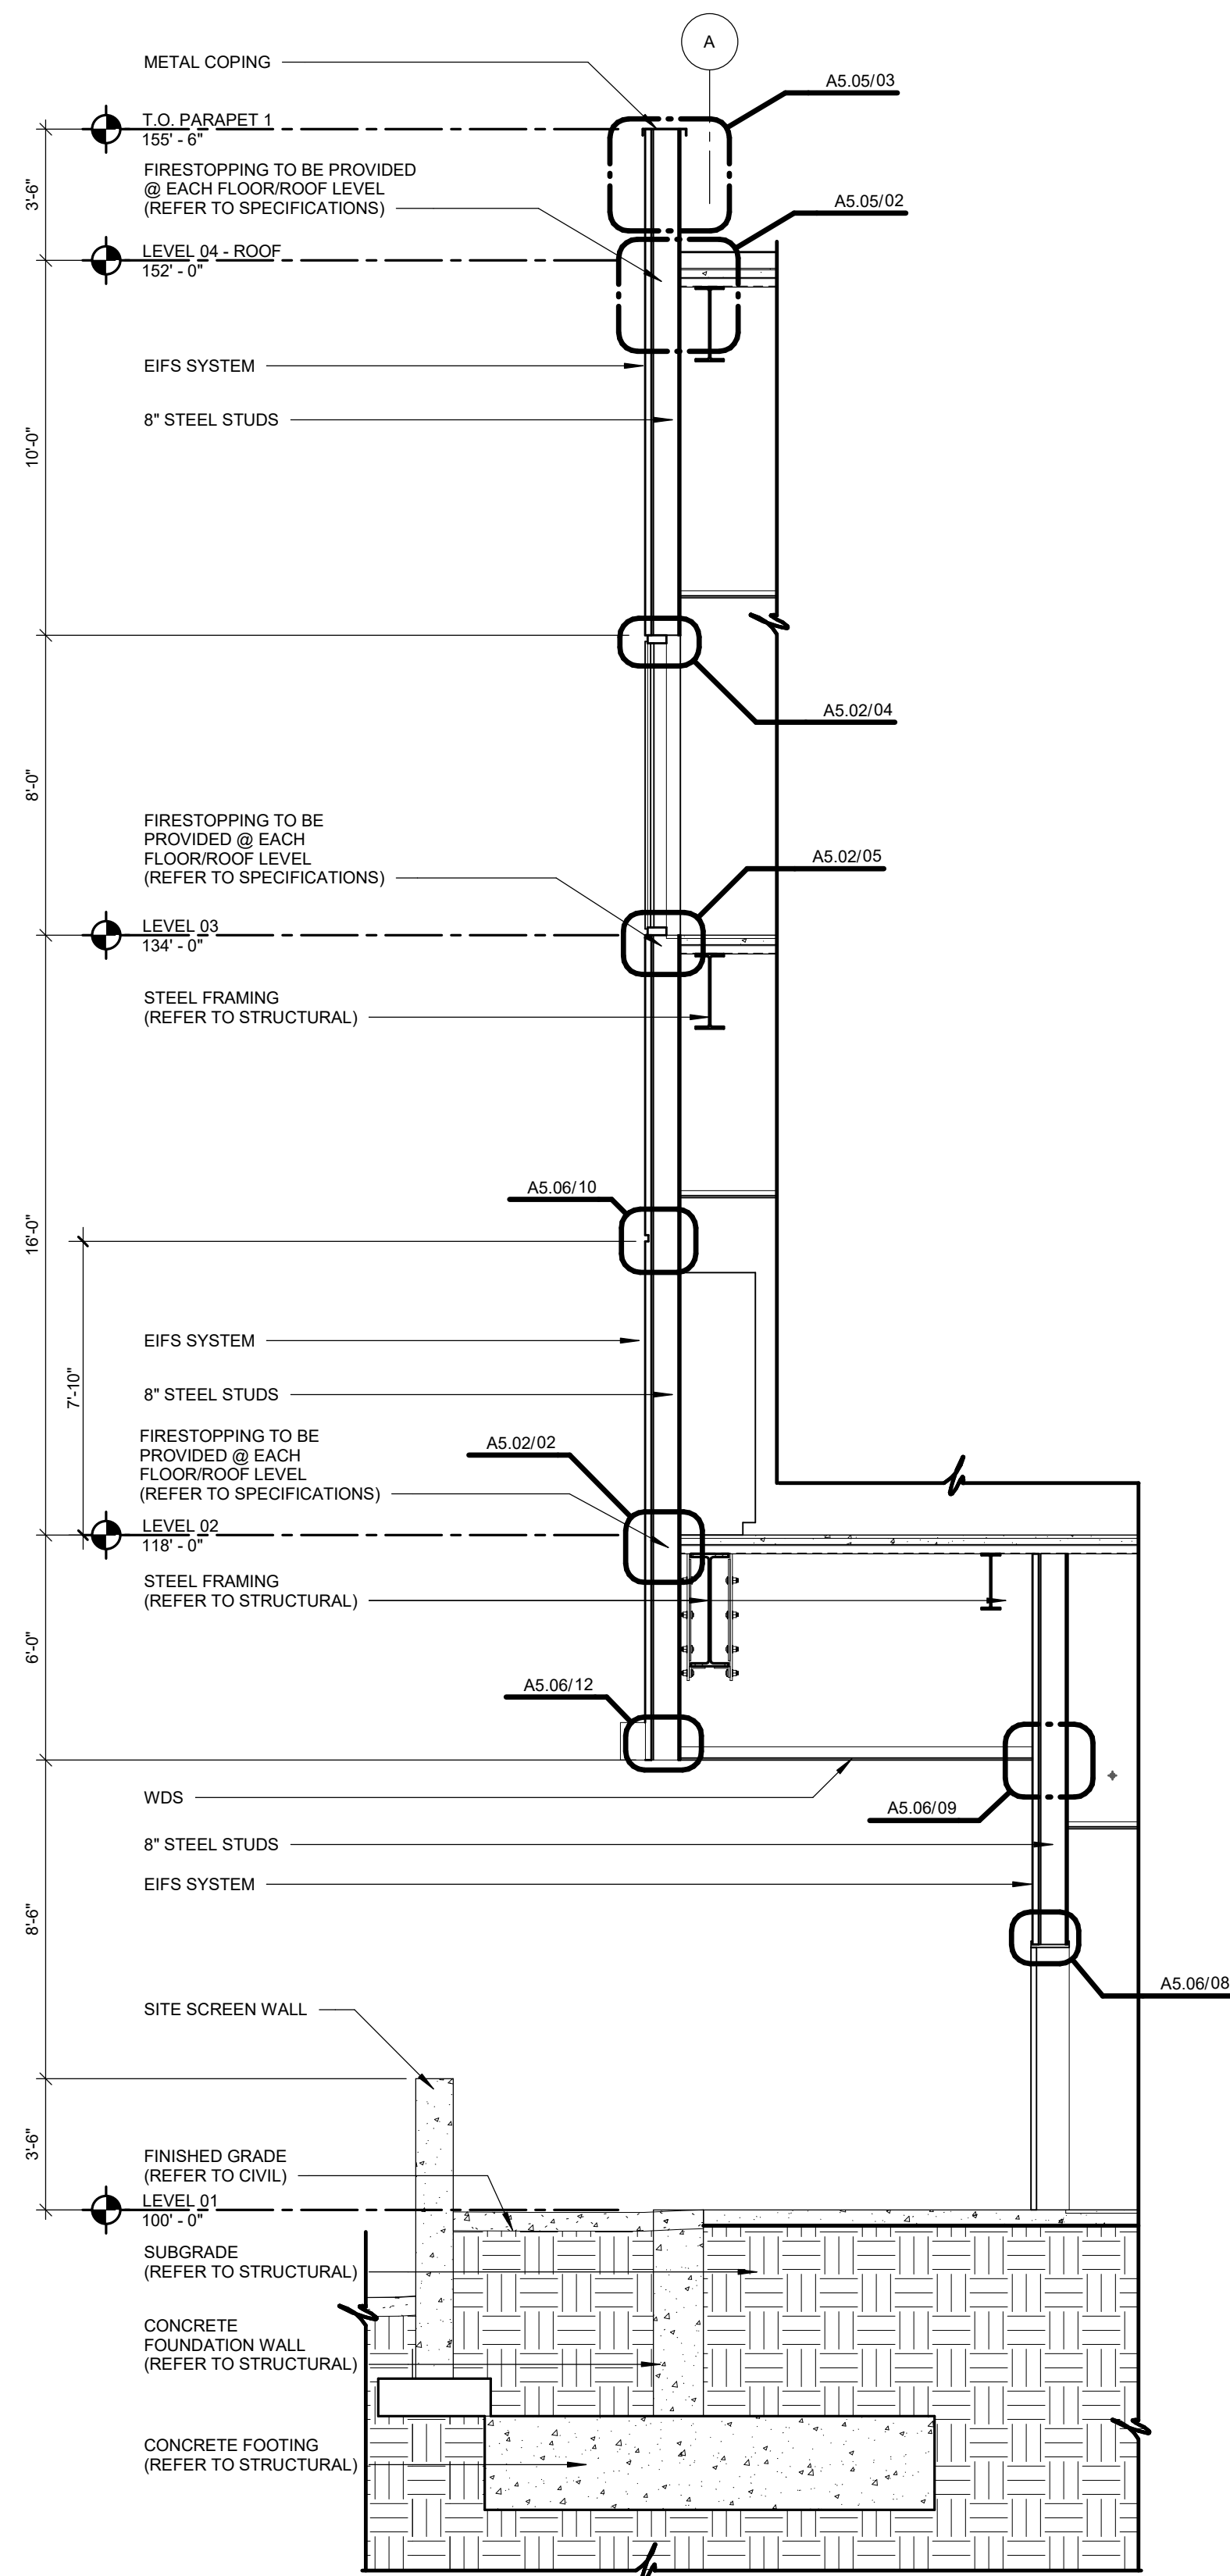 A
METAL COPING
A5.05/03
T.O. PARAPET 1
155' - 6"
FIRESTOPPING TO BE PROVIDED
@ EACH FLOOR/ROOF LEVEL
(REFER TO SPECIFICATIONS)
3'-6"
A5.05/02
LEVEL 04 - ROOF
152' - 0"
EIFS SYSTEM
8" STEEL STUDS
10'-0"
A5.02/04
8'-0"
FIRESTOPPING TO BE
PROVIDED @ EACH
FLOOR/ROOF LEVEL
(REFER TO SPECIFICATIONS)
A5.02/05
LEVEL 03
134' - 0"
STEEL FRAMING
(REFER TO STRUCTURAL)
A5.06/10
16'-0"
EIFS SYSTEM
7'-10"
8" STEEL STUDS
FIRESTOPPING TO BE
PROVIDED @ EACH
FLOOR/ROOF LEVEL
(REFER TO SPECIFICATIONS)
A5.02/02
LEVEL 02
118' - 0"
STEEL FRAMING
(REFER TO STRUCTURAL)
6'-0"
A5.06/12
WDS
A5.06/09
8" STEEL STUDS
EIFS SYSTEM
8'-6"
A5.06/08
SITE SCREEN WALL
3'-6"
FINISHED GRADE
(REFER TO CIVIL)
LEVEL 01
100' - 0"
SUBGRADE
(REFER TO STRUCTURAL)
CONCRETE
FOUNDATION WALL
(REFER TO STRUCTURAL)
CONCRETE FOOTING
(REFER TO STRUCTURAL)